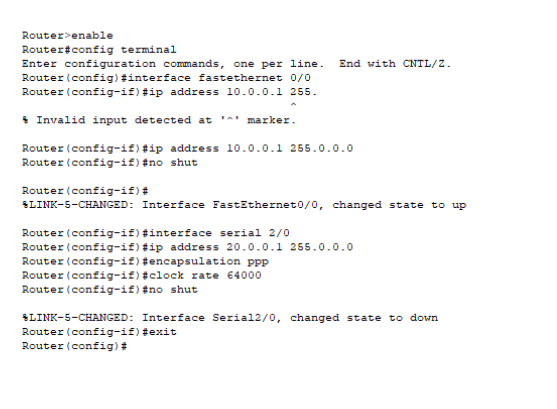 Router>enable
Router#config terminal
Enter configuration commands, one per line.  End with CNTL/Z.
Router(config)#interface fastethernet 0/0
Router(config-if)#ip address 10.0.0.1 255.
^
% Invalid input detected at '^' marker.
Router(config-if)#ip address 10.0.0.1 255.0.0.0
Router(config-if)#no shut
Router(config-if)#
%LINK-5-CHANGED: Interface FastEthernet0/0, changed state to up
Router(config-if)#interface serial 2/0
Router(config-if)#ip address 20.0.0.1 255.0.0.0
Router(config-if)#encapsulation ppp
Router(config-if)#clock rate 64000
Router(config-if)#no shut
%LINK-5-CHANGED: Interface Serial2/0, changed state to down
Router(config-if)#exit
Router(config)#